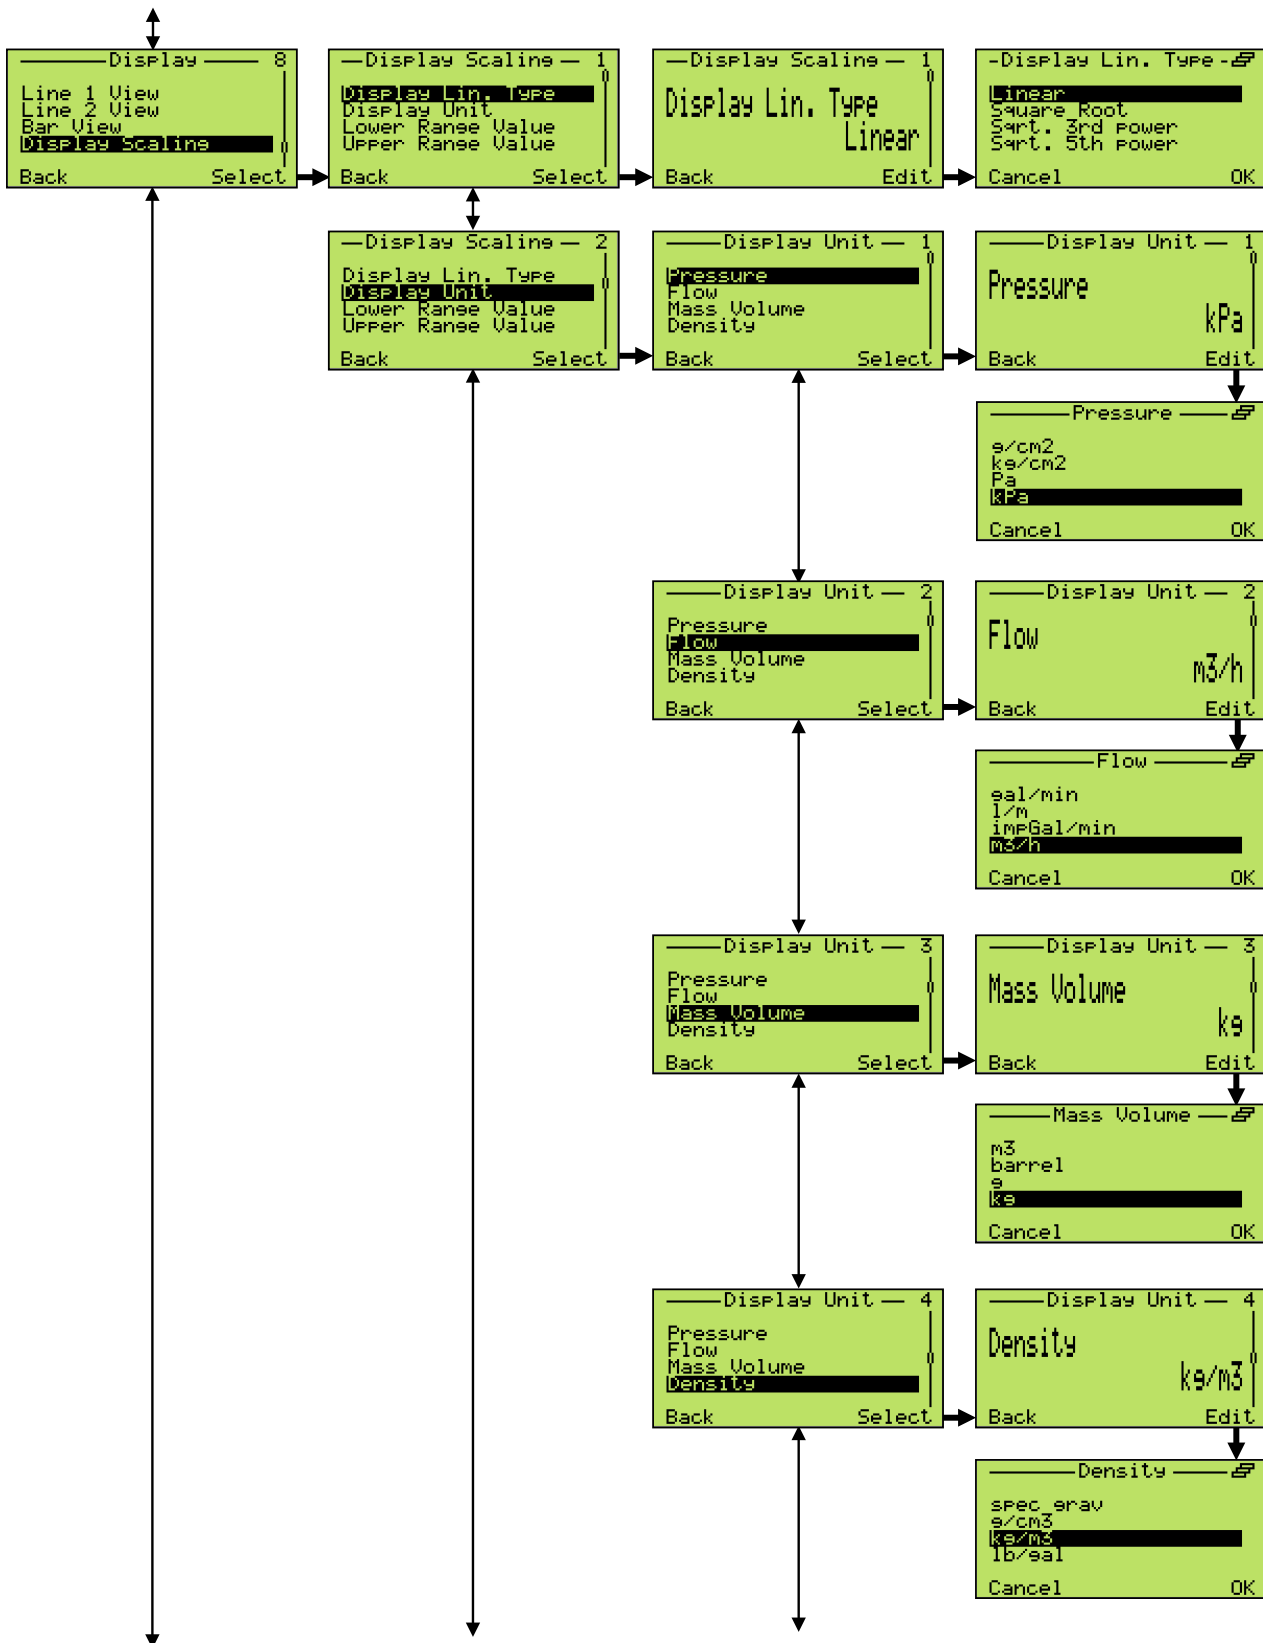 Display 8
Line 1 View
Line 2 View
Bar View
Display Scaling
Back Select
Display Scaling 1
Display Lin. Type
Display Unit
Lower Range Value
Upper Range Value
Back Select
Display Scaling 1
Display Lin. Type
Linear
Back Edit
Display Lin. Type
Linear
Square Root
Sqrt. 3rd power
Sqrt. 5th power
Cancel OK
Display Scaling 2
Display Lin. Type
Display Unit
Lower Range Value
Upper Range Value
Back Select
Display Unit 1
Pressure
Flow
Mass Volume
Density
Back Select
Display Unit 1
Pressure
kPa
Back Edit
Pressure
g/cm2
kg/cm2
Pa
kPa
Cancel OK
Display Unit 2
Pressure
Flow
Mass Volume
Density
Back Select
Display Unit 2
Flow
m3/h
Back Edit
Flow
gal/min
l/m
impGal/min
m3/h
Cancel OK
Display Unit 3
Pressure
Flow
Mass Volume
Density
Back Select
Display Unit 3
Mass Volume
kg
Back Edit
Mass Volume
m3
barrel
g
kg
Cancel OK
Display Unit 4
Pressure
Flow
Mass Volume
Density
Back Select
Display Unit 4
Density
kg/m3
Back Edit
Density
spec grav
g/cm3
kg/m3
lb/gal
Cancel OK